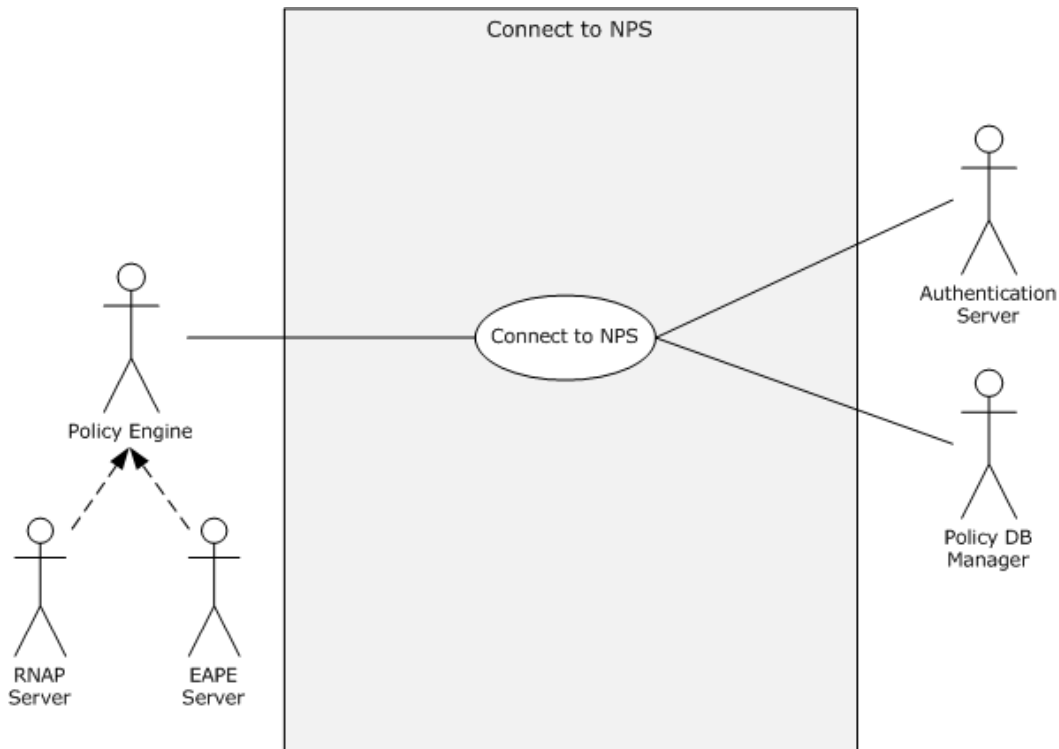 Connect to NPS
Authentication
Server
Connect to NPS
Policy Engine
Policy DB
Manager
RNAP
Server
EAPE
Server